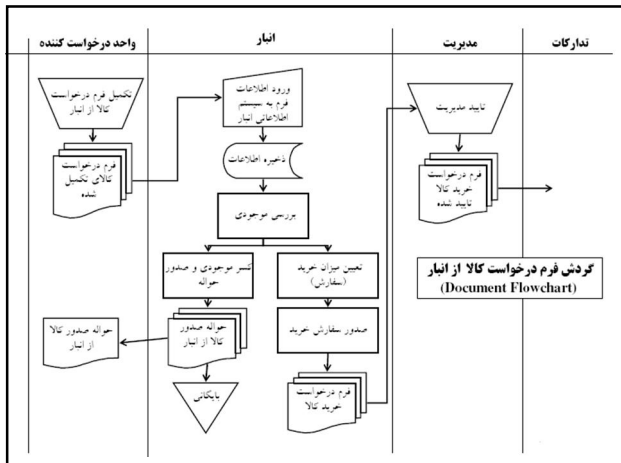 واحد درخواست کننده
انبار
مدیریت
تدارکات
تکمیل فرم درخواست
کالا از انبار
فرم درخواست
کالای تکمیل
شده
ورود اطلاعات
فرم به سیستم
اطلاعاتی انبار
ذخیره اطلاعات
بررسی موجودی
کسر موجودی و صدور
حواله
تعیین میزان خرید
(سفارش)
حواله صدور
کالا از انبار
حواله صدور کالا
از انبار
بایگانی
صدور سفارش خرید
فرم درخواست
خرید کالا
تایید مدیریت
فرم درخواست
خرید کالا
تایید شده
گردش فرم درخواست کالا از انبار
(Document Flowchart)